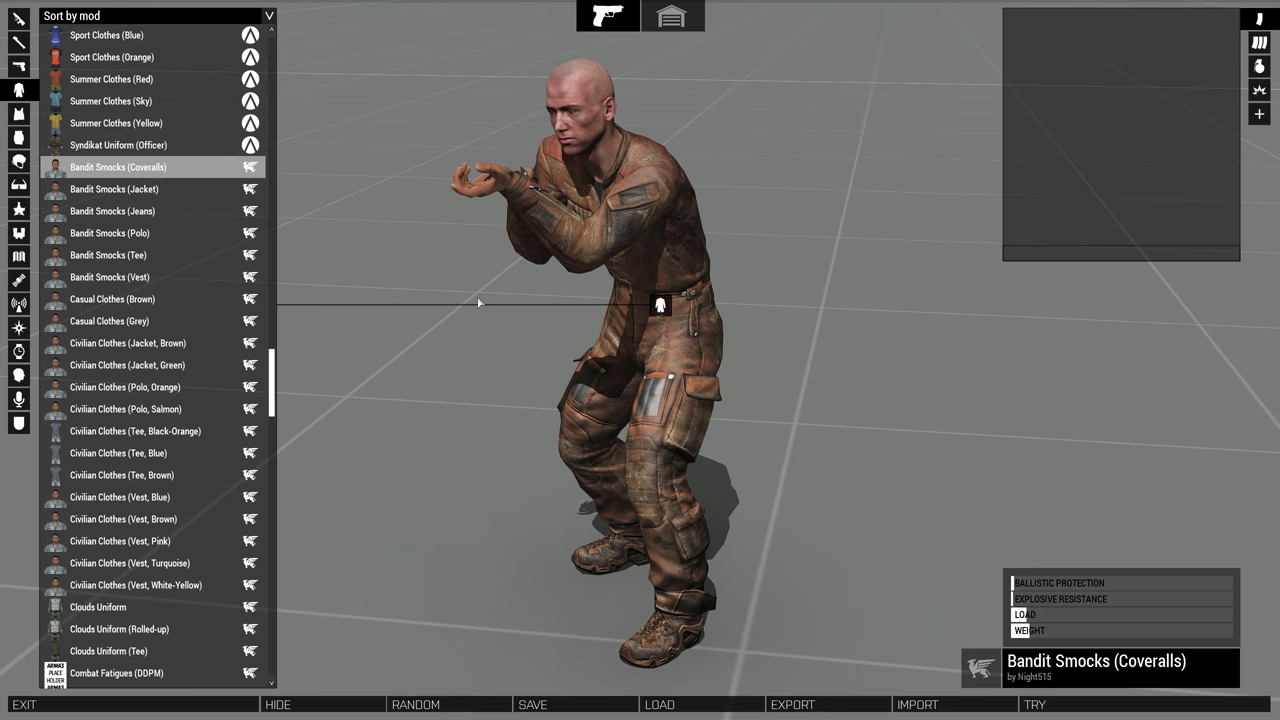 Sort by mod
Sport Clothes (Blue)
Sport Clothes (Orange)
Summer Clothes (Red)
Summer Clothes (Sky)
Summer Clothes (Yellow)
Syndikat Uniform (Officer)
Bandit Smocks (Coveralls)
Bandit Smocks (Jacket)
Bandit Smocks (Jeans)
Bandit Smocks (Polo)
Bandit Smocks (Tee)
Bandit Smocks (Vest)
Casual Clothes (Brown)
Casual Clothes (Grey)
Civilian Clothes (Jacket, Brown)
Civilian Clothes (Jacket, Green)
Civilian Clothes (Polo, Orange)
Civilian Clothes (Polo, Salmon)
Civilian Clothes (Tee, Black-Orange)
Civilian Clothes (Tee, Blue)
Civilian Clothes (Tee, Brown)
Civilian Clothes (Vest, Blue)
Civilian Clothes (Vest, Brown)
Civilian Clothes (Vest, Pink)
Civilian Clothes (Vest, Turquoise)
Civilian Clothes (Vest, White-Yellow)
Clouds Uniform
Clouds Uniform (Rolled-up)
Clouds Uniform (Tee)
ARMA3
PLACE
HOLDER
ARMA3
Combat Fatigues (DDPM)
BALLISTIC PROTECTION
EXPLOSIVE RESISTANCE
LOAD
WEIGHT
Bandit Smocks (Coveralls)
by Night515
EXIT
HIDE
RANDOM
SAVE
LOAD
EXPORT
IMPORT
TRY